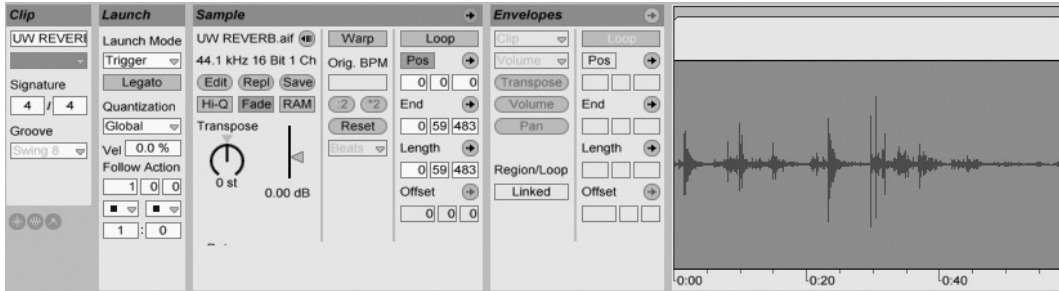 Clip
UW REVERB
Signature
4 / 4
Groove
Swing 8
Launch
Launch Mode
Trigger
Legato
Quantization
Global
Vel 0.0 %
Follow Action
1 0 0
1 : 0
Sample
UW REVERB.aif
44.1 kHz 16 Bit 1 Ch
Edit Repl Save
Hi-Q Fade RAM
Transpose
0 st
0.00 dB
Warp
Orig. BPM
:2 *2
Reset
Beats
Loop
Pos
0 0 0
End
0 59 483
Length
0 59 483
Offset
0 0 0
Envelopes
Clip
Volume
Transpose
Volume
Pan
Region/Loop
Linked
Loop
Pos
End
Length
Offset
0:00 0:20 0:40